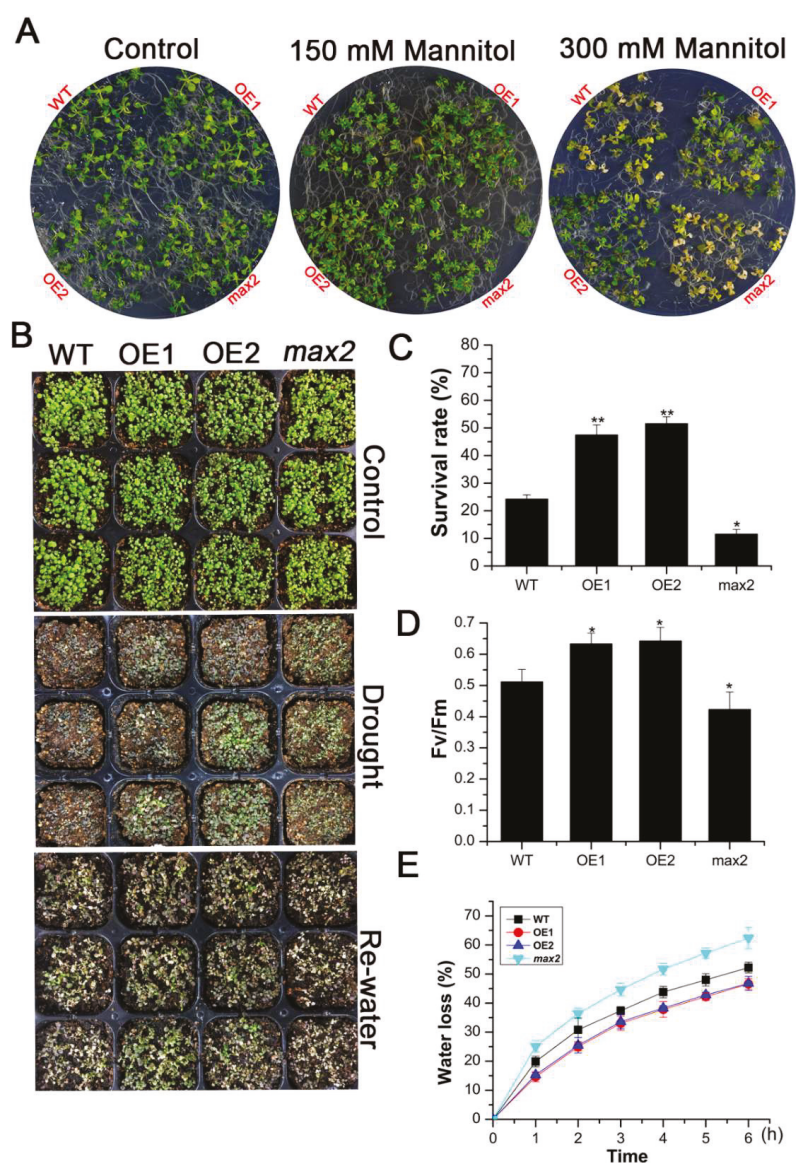 A
Control
150 mM Mannitol
300 mM Mannitol
WT
OE1
OE2
max2
WT
OE1
OE2
max2
WT
OE1
OE2
max2
B
WT OE1 OE2 max2
Control
Drought
Re-water
C
Survival rate (%)
80
70
60
50
40
30
20
10
0
** ** *
WT OE1 OE2 max2
D
Fv/Fm
0.7
0.6
0.5
0.4
0.3
0.2
0.1
0.0
* * *
WT OE1 OE2 max2
E
Water loss (%)
70
60
50
40
30
20
10
0
WT
OE1
OE2
max2
0 1 2 3 4 5 6 (h)
Time